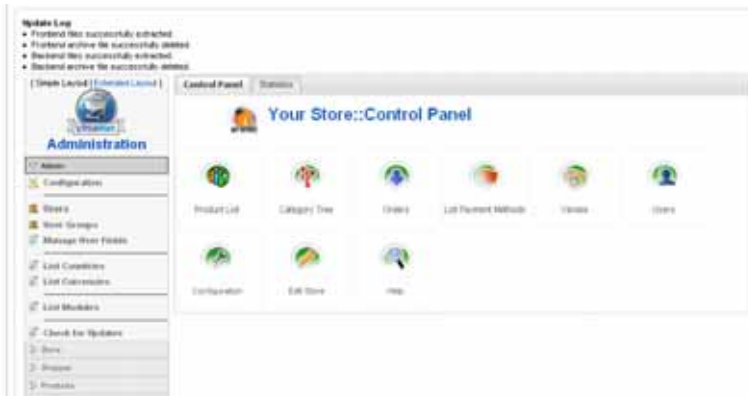 Update Log
Frontend files successfully extracted.
Frontend archive file successfully deleted.
Backend files successfully extracted.
Backend archive file successfully deleted.
[ Simple Layout | Extended Layout ]
Control Panel
Statistics
Your Store::Control Panel
Administration
Admin
Configuration
Users
User Groups
Manage User Fields
List Countries
List Currencies
List Modules
Check for Updates
Store
Shopper
Products
Product List
Category Tree
Orders
List Payment Methods
Vendor
Users
Configuration
Edit Store
Help